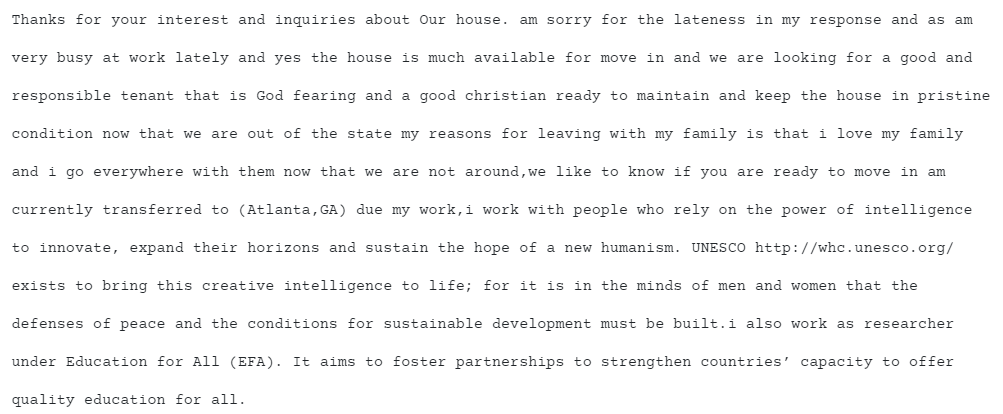 Thanks for your interest and inquiries about Our house. am sorry for the lateness in my response and as am
very busy at work lately and yes the house is much available for move in and we are looking for a good and
responsible tenant that is God fearing and a good christian ready to maintain and keep the house in pristine
condition now that we are out of the state my reasons for leaving with my family is that i love my family
and i go everywhere with them now that we are not around,we like to know if you are ready to move in am
currently transferred to (Atlanta,GA) due my work,i work with people who rely on the power of intelligence
to innovate, expand their horizons and sustain the hope of a new humanism. UNESCO http://whc.unesco.org/
exists to bring this creative intelligence to life; for it is in the minds of men and women that the
defenses of peace and the conditions for sustainable development must be built.i also work as researcher
under Education for All (EFA). It aims to foster partnerships to strengthen countries’ capacity to offer
quality education for all.